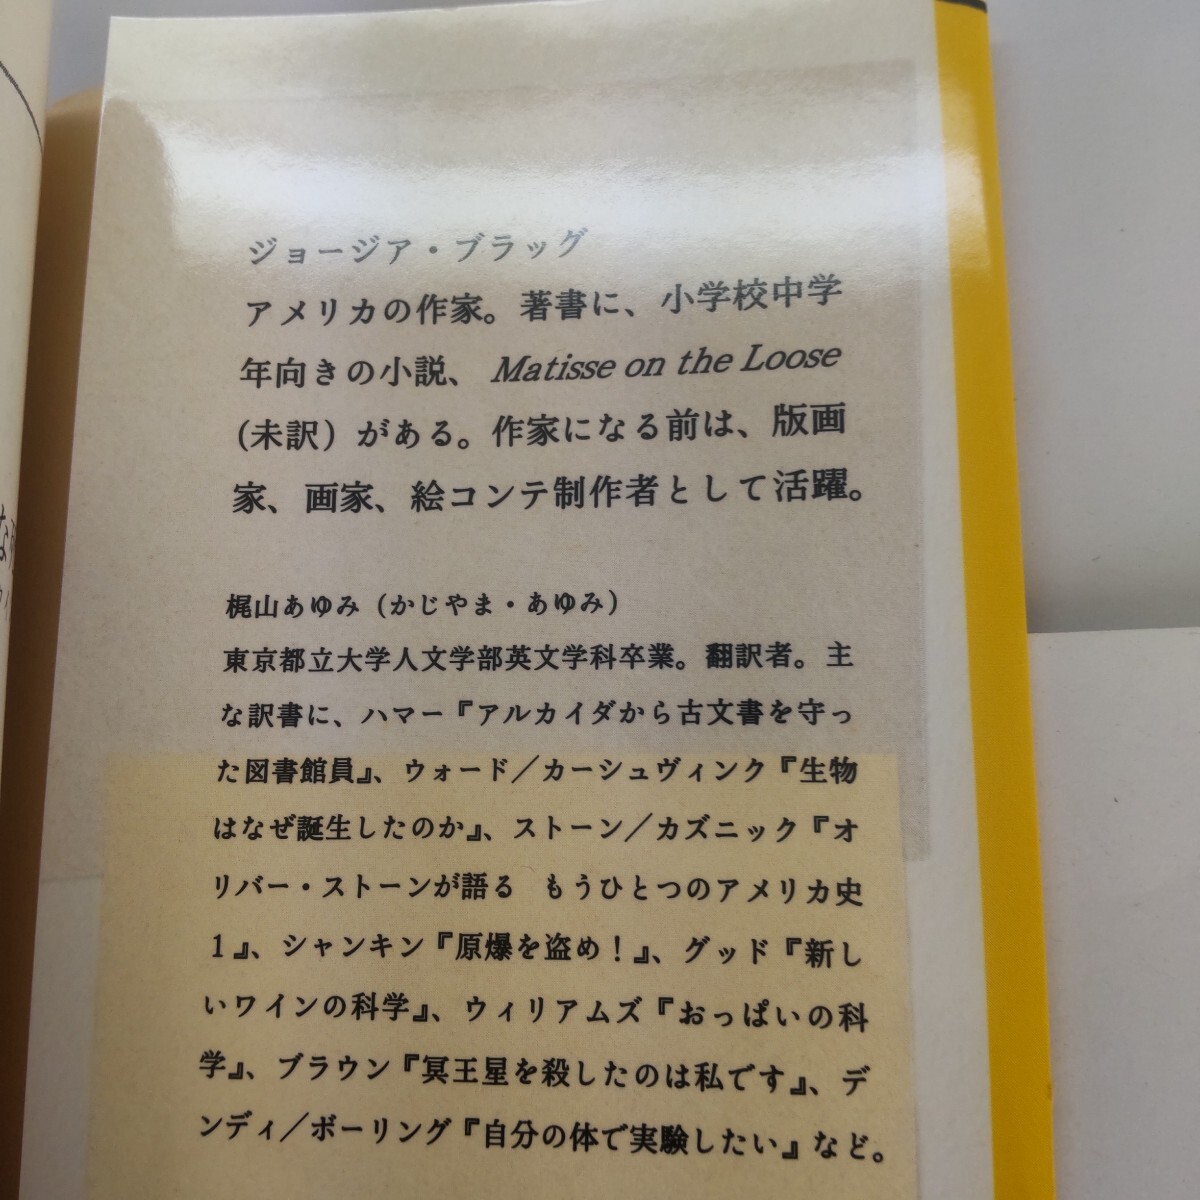 ジョージア・ブラッグ
アメリカの作家。著書に、小学校中学
年向きの小説、Matisse on the Loose
（未訳）がある。作家になる前は、版画
家、画家、絵コンテ制作者として活躍。
梶山あゆみ（かじやま・あゆみ）
東京都立大学人文学部英文学科卒業。翻訳者。主
な訳書に、ハマー『アルカイダから古文書を守っ
た図書館員』、ウォード／カーシュヴィンク『生物
はなぜ誕生したのか』、ストーン／カズニック『オ
リバー・ストーンが語る　もうひとつのアメリカ史
1』、シャンキン『原爆を盗め！』、グッド『新し
いワインの科学』、ウィリアムズ『おっぱいの科
学』、ブラウン『冥王星を殺したのは私です』、デ
ンディ／ボーリング『自分の体で実験したい』など。